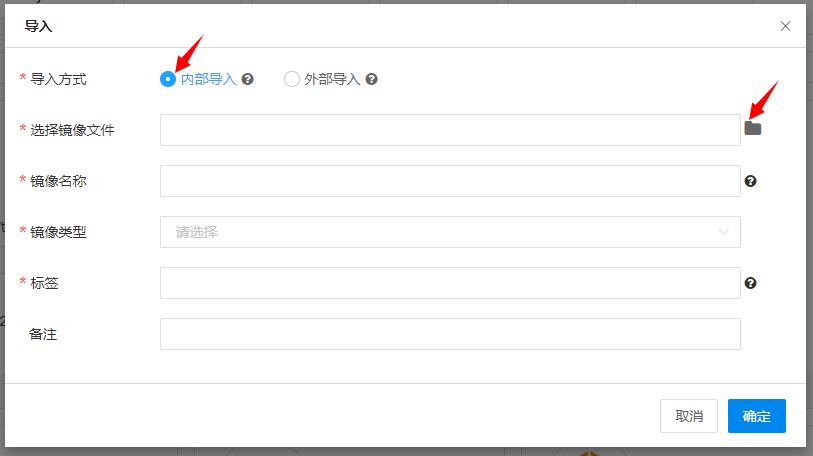 导入
* 导入方式 内部导入 外部导入
* 选择镜像文件
* 镜像名称
* 镜像类型 请选择
* 标签
备注
取消 确定